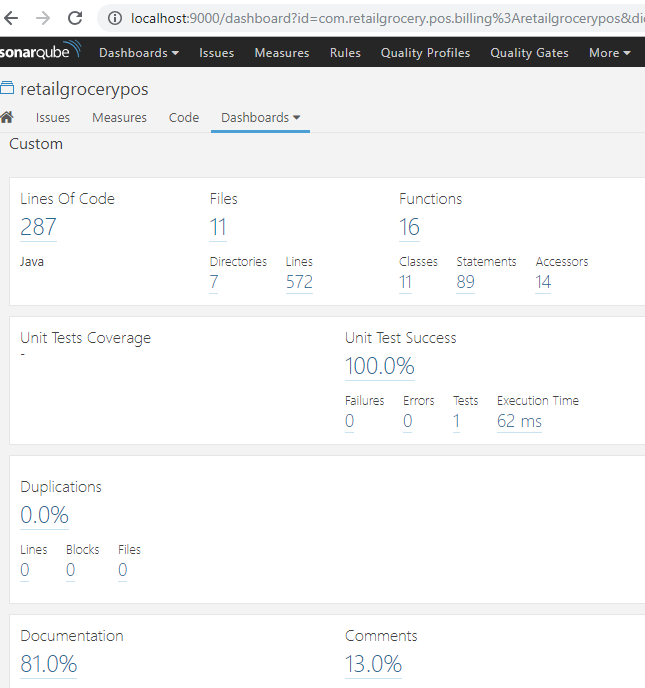 localhost:9000/dashboard?id=com.retailgrocery.pos.billing%3Aretailgrocerypos&di
sonarqube Dashboards Issues Measures Rules Quality Profiles Quality Gates More
retailgrocerypos
Issues Measures Code Dashboards
Custom
Lines Of Code Files Functions
287 11 16
Java Directories Lines Classes Statements Accessors
7 572 11 89 14
Unit Tests Coverage Unit Test Success
- 100.0%
Failures Errors Tests Execution Time
0 0 1 62 ms
Duplications
0.0%
Lines Blocks Files
0 0 0
Documentation Comments
81.0% 13.0%